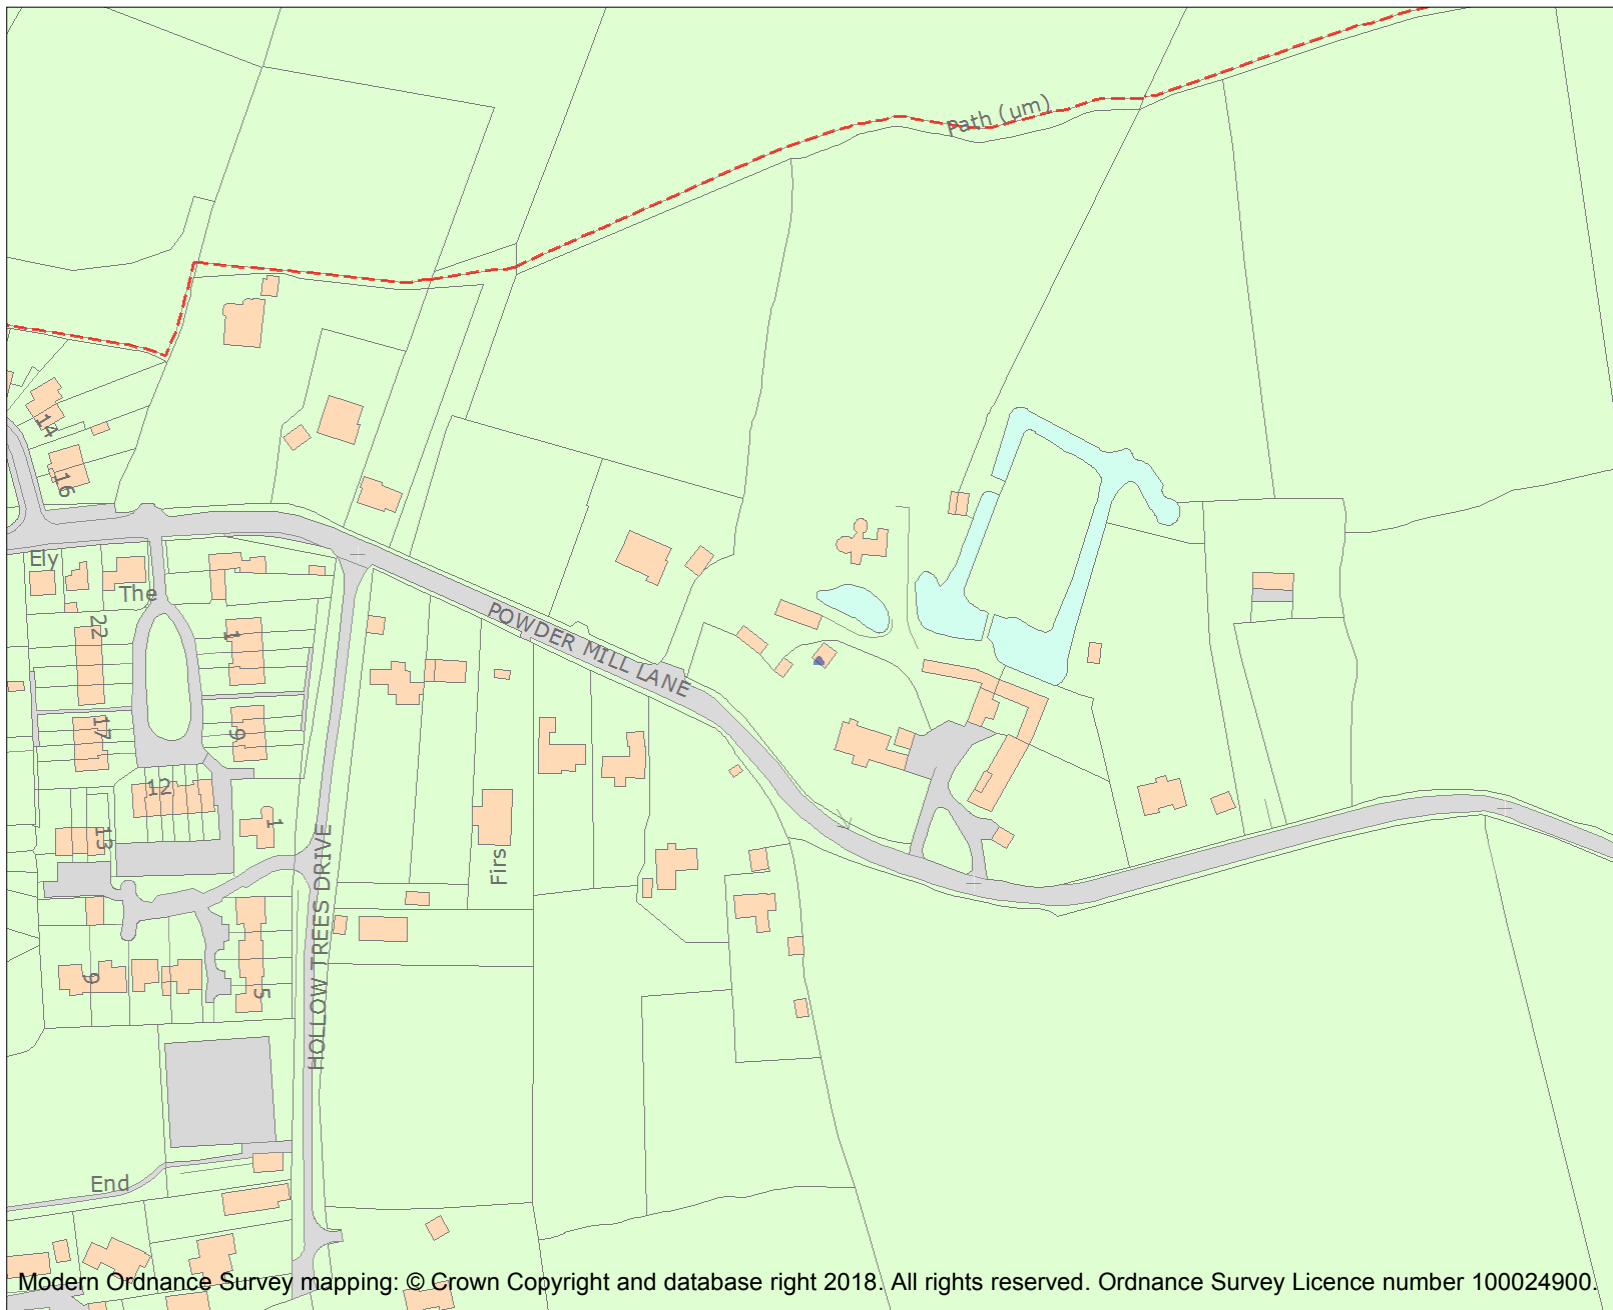 Path (um)
14
16
Ely
The
22
1
POWDER MILL LANE
17
9
12
1
13
Firs
HOLLOW TREES DRIVE
9
5
End
Modern Ordnance Survey mapping: © Crown Copyright and database right 2018. All rights reserved. Ordnance Survey Licence number 100024900.